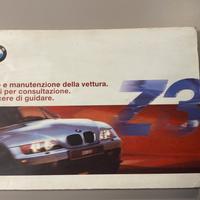 e manutenzione della vettura.
per consultazione.
di guidare.
Z3